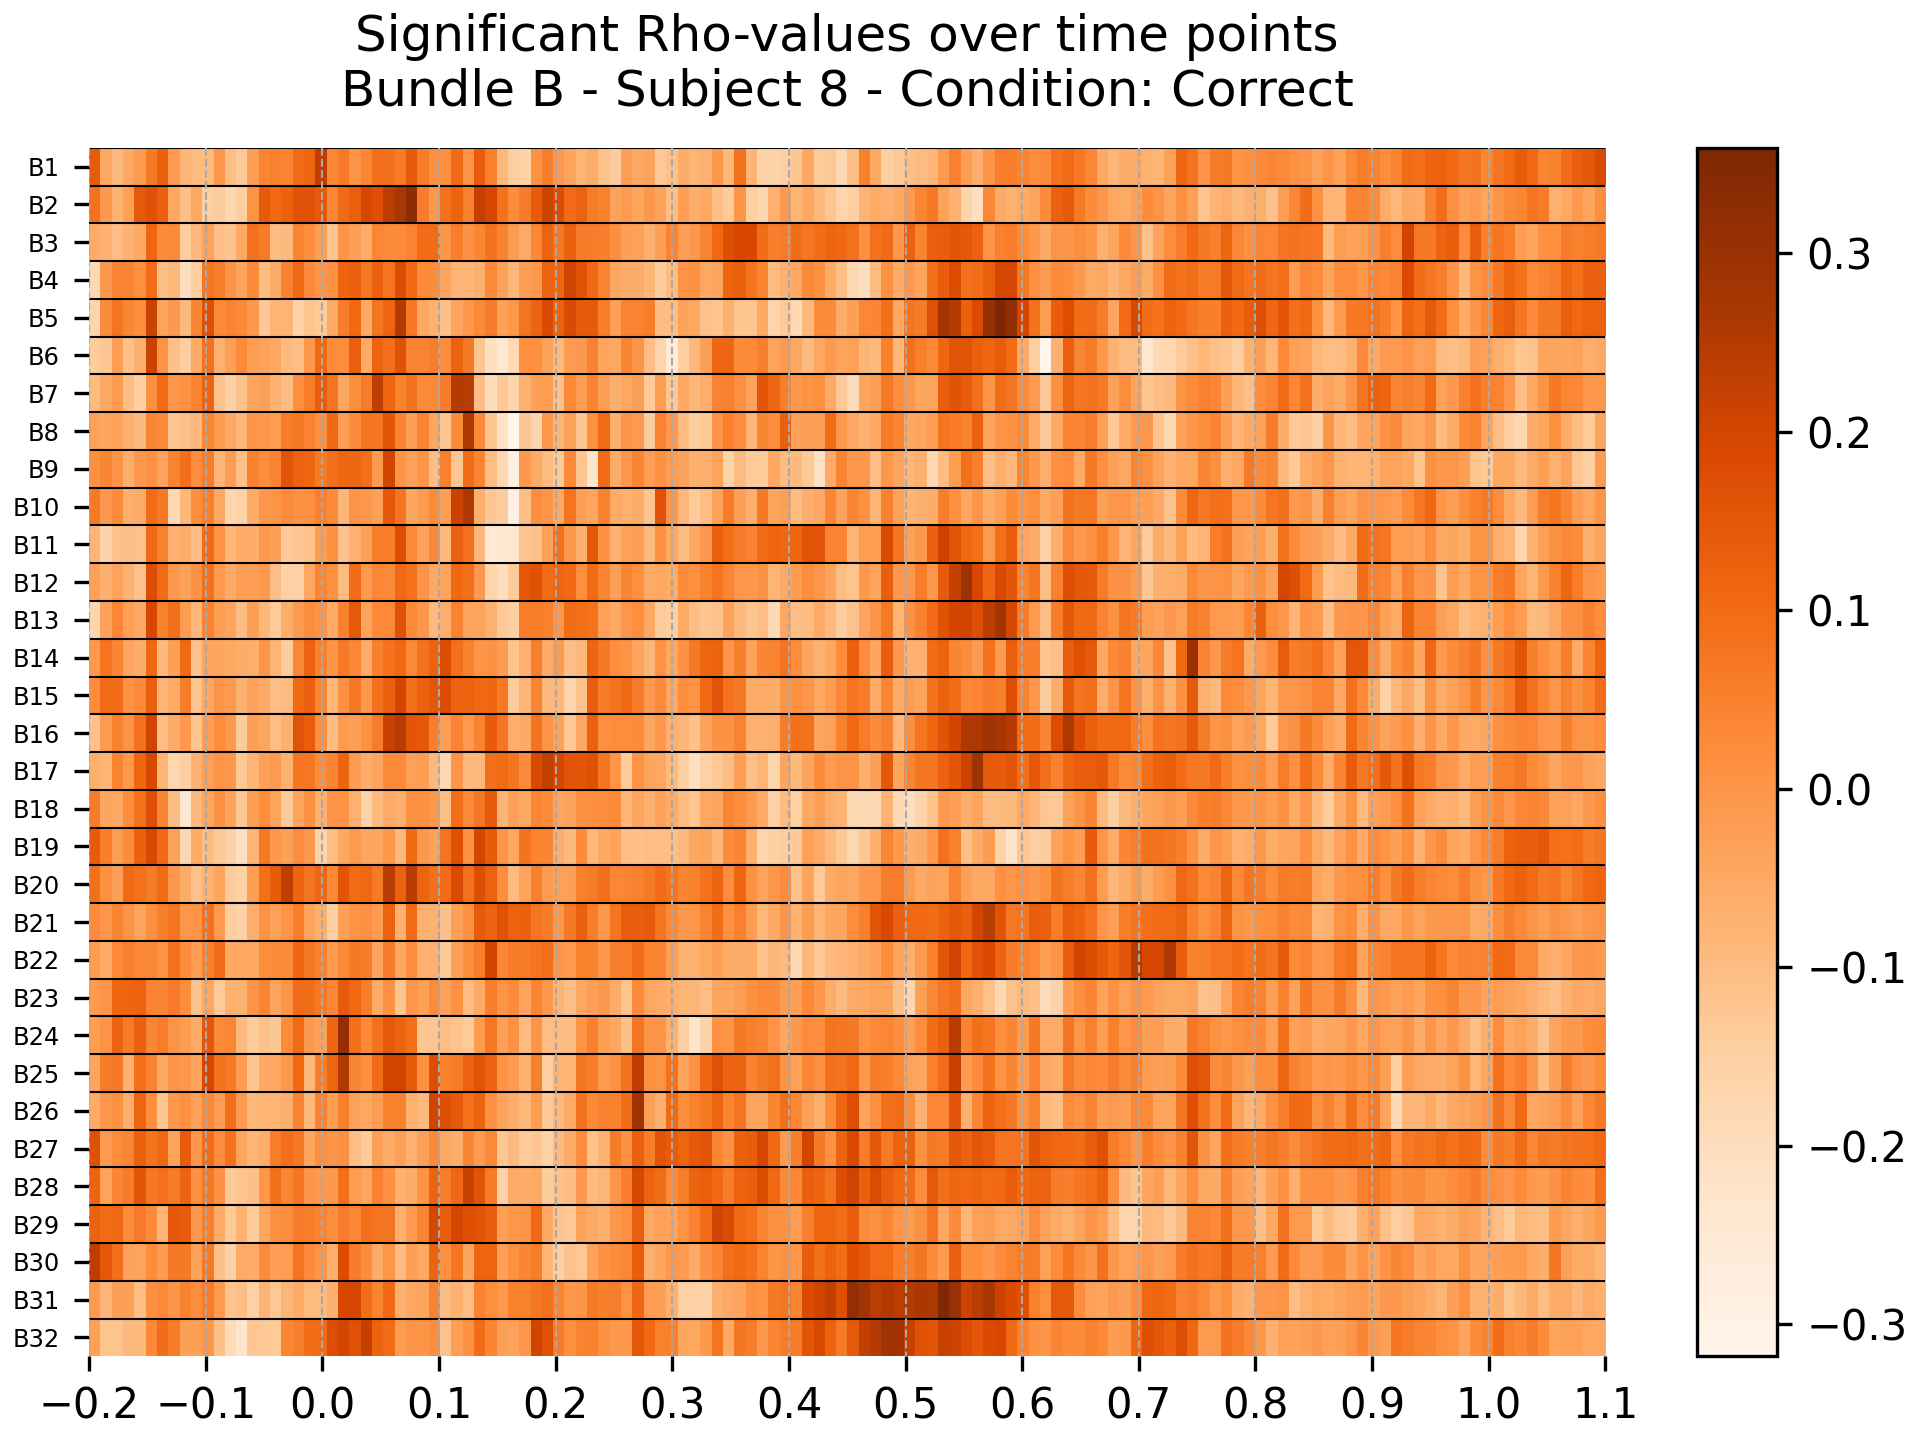 Significant Rho-values over time points
Bundle B - Subject 8 - Condition: Correct
B1
B2
B3
B4
B5
B6
B7
B8
B9
B10
B11
B12
B13
B14
B15
B16
B17
B18
B19
B20
B21
B22
B23
B24
B25
B26
B27
B28
B29
B30
B31
B32
−0.2 −0.1 0.0 0.1 0.2 0.3 0.4 0.5 0.6 0.7 0.8 0.9 1.0 1.1
0.3
0.2
0.1
0.0
−0.1
−0.2
−0.3